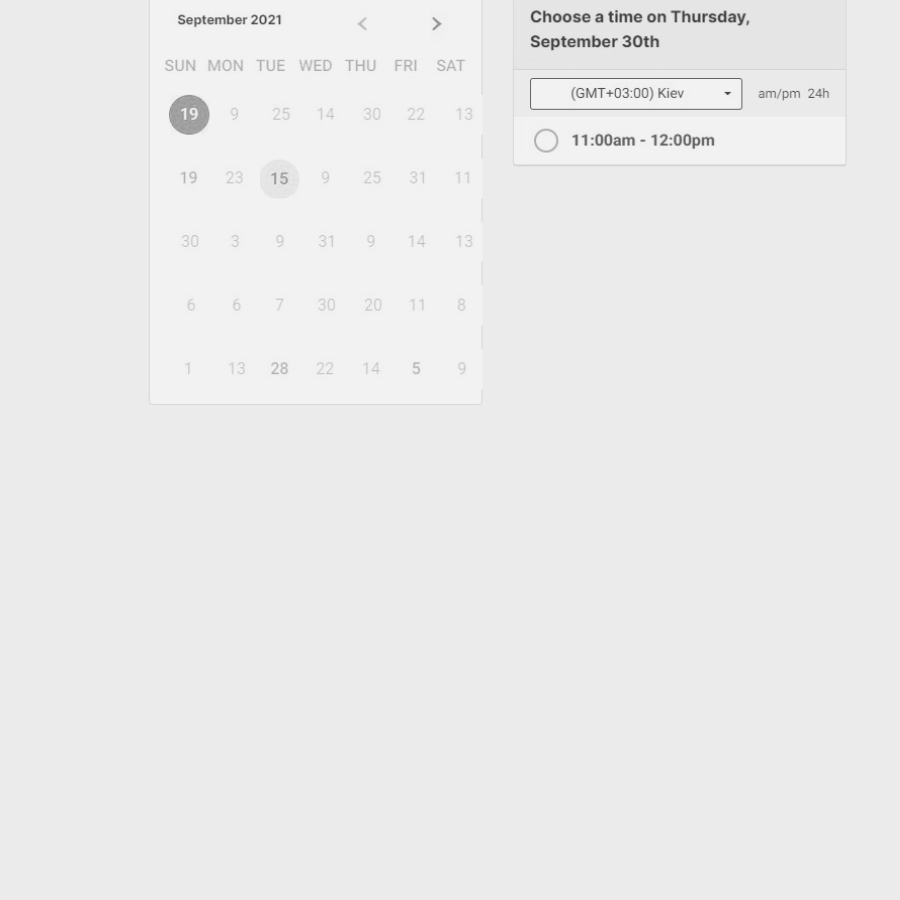 September 2021
SUN MON TUE WED THU FRI SAT
19 9 25 14 30 22 13
19 23 15 9 25 31 11
30 3 9 31 9 14 13
6 6 7 30 20 11 8
1 13 28 22 14 5 9
Choose a time on Thursday,
September 30th
(GMT+03:00) Kiev
am/pm 24h
11:00am - 12:00pm